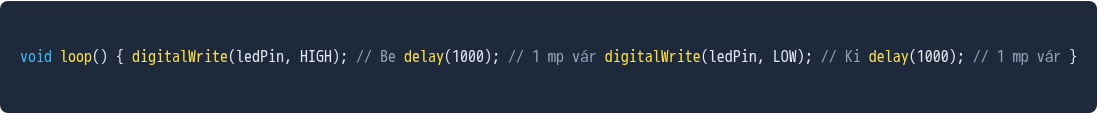 void loop() { digitalWrite(ledPin, HIGH); // Be delay(1000); // 1 mp vár digitalWrite(ledPin, LOW); // Ki delay(1000); // 1 mp vár }